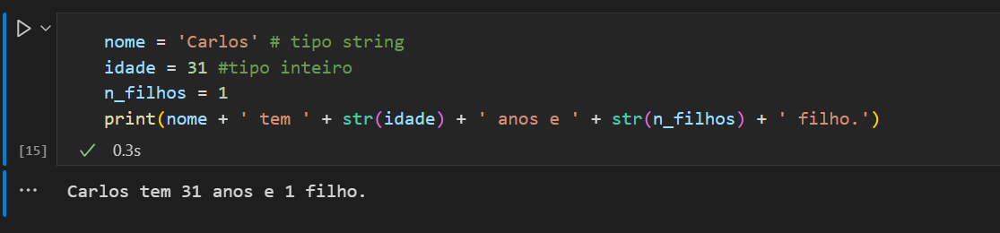 nome = 'Carlos' # tipo string
idade = 31 #tipo inteiro
n_filhos = 1
print(nome + ' tem ' + str(idade) + ' anos e ' + str(n_filhos) + ' filho.')
[15] 0.3s
Carlos tem 31 anos e 1 filho.